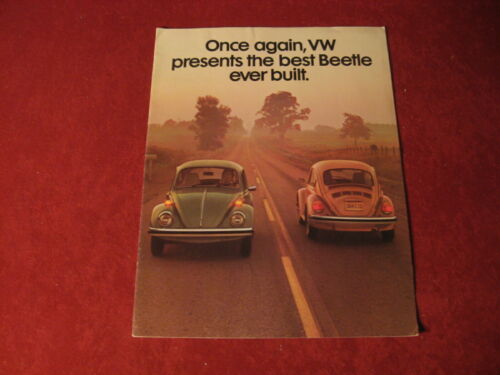 Once again, VW
presents the best Beetle
ever built.